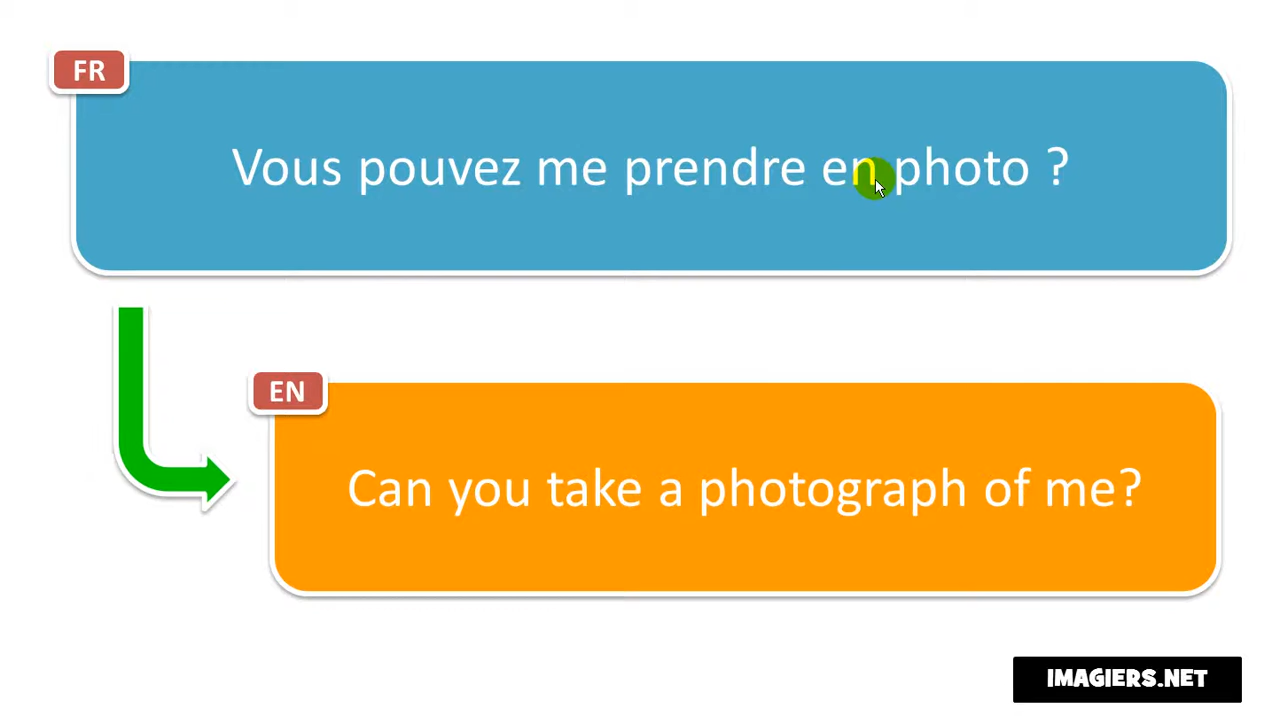 FR
Vous pouvez me prendre en photo ?
EN
Can you take a photograph of me?
IMAGIERS.NET